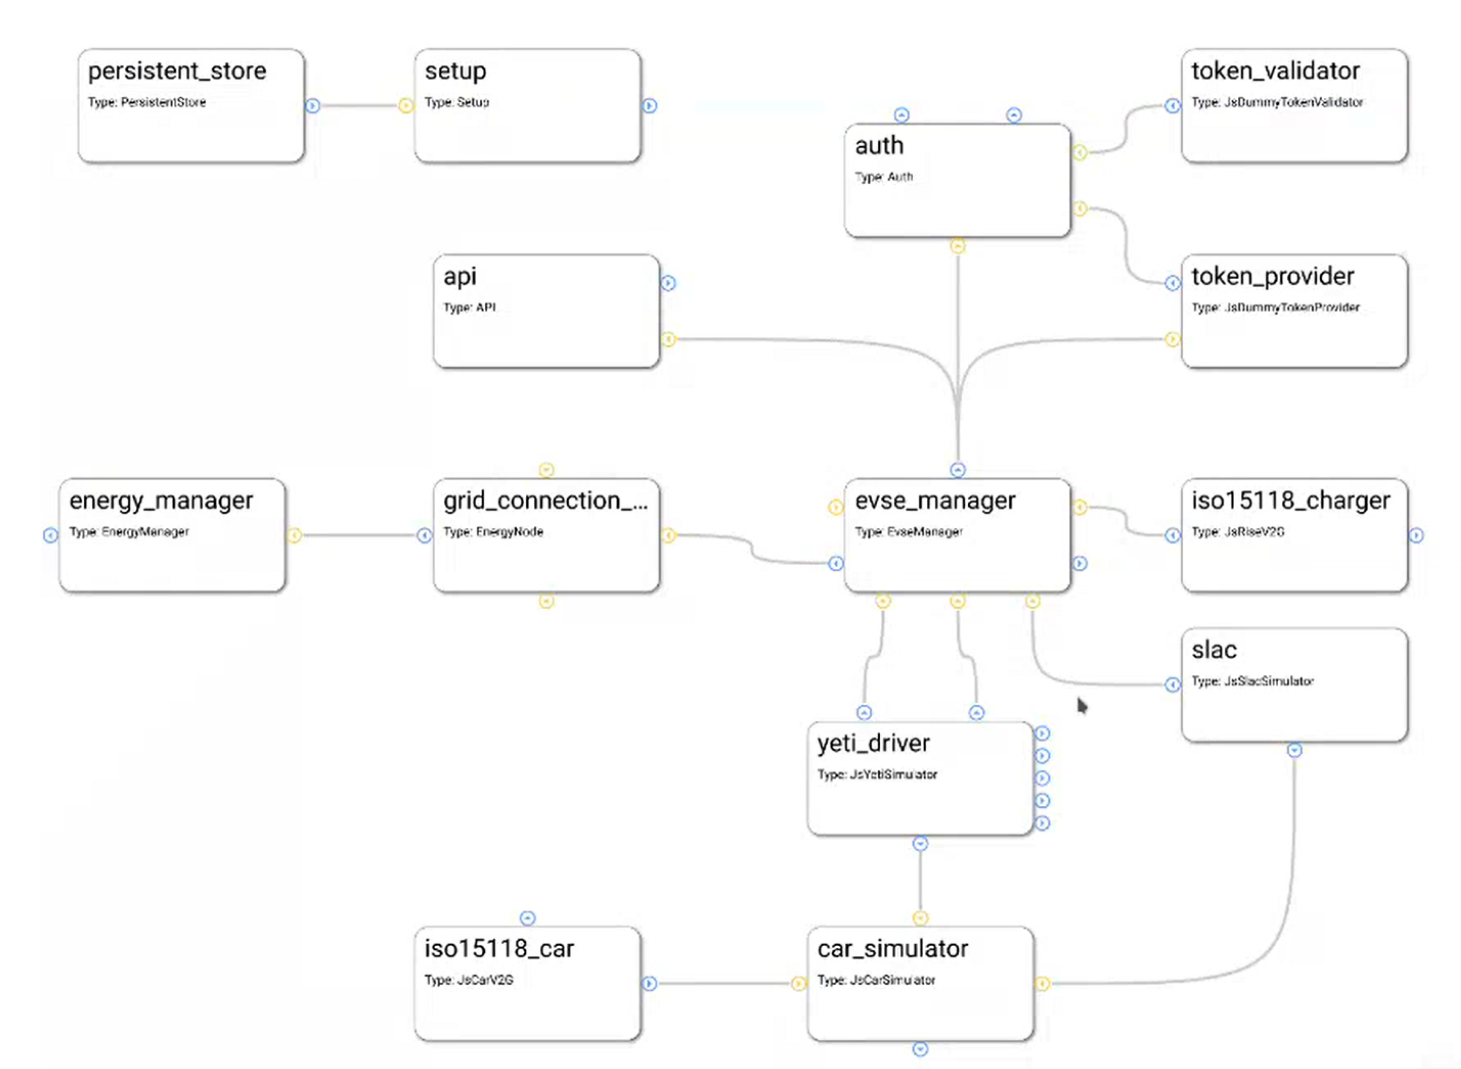 persistent_store
Type: PersistentStore
setup
Type: Setup
token_validator
Type: JsDummyTokenValidator
auth
Type: Auth
api
Type: API
token_provider
Type: JsDummyTokenProvider
energy_manager
Type: EnergyManager
grid_connection_...
Type: EnergyNode
evse_manager
Type: EvseManager
iso15118_charger
Type: JsRiseV2G
slac
Type: JsSlacSimulator
yeti_driver
Type: JsYetiSimulator
iso15118_car
Type: JsCarV2G
car_simulator
Type: JsCarSimulator